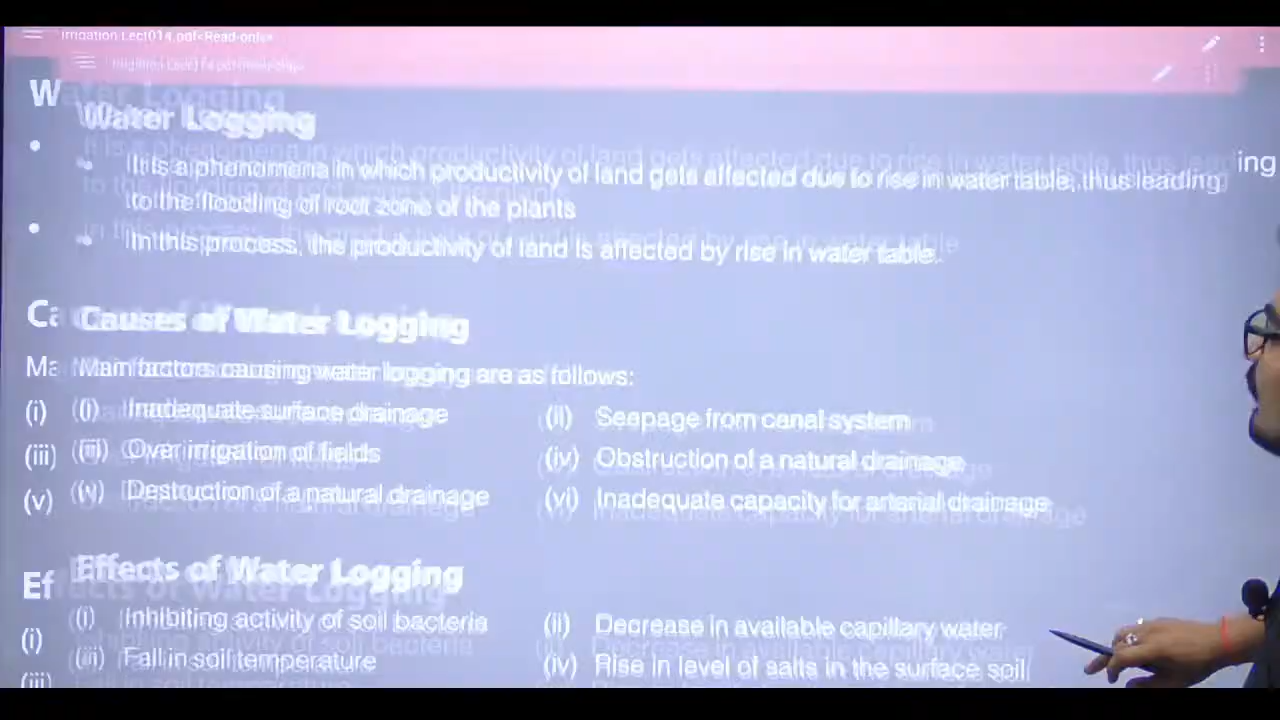 Irrigation Lect014.pdf<Read-only>
Water Logging
• It is a phenomena in which productivity of land gets affected due to rise in water table, thus leading
to the flooding of root zone of the plants
• In this process, the productivity of land is affected by rise in water table.
Causes of Water Logging
Main factors causing water logging are as follows:
(i) Inadequate surface drainage (ii) Seepage from canal system
(iii) Over irrigation of fields (iv) Obstruction of a natural drainage
(v) Destruction of a natural drainage (vi) Inadequate capacity for arterial drainage
Effects of Water Logging
(i) Inhibiting activity of soil bacteria (ii) Decrease in available capillary water
(iii) Fall in soil temperature (iv) Rise in level of salts in the surface soil